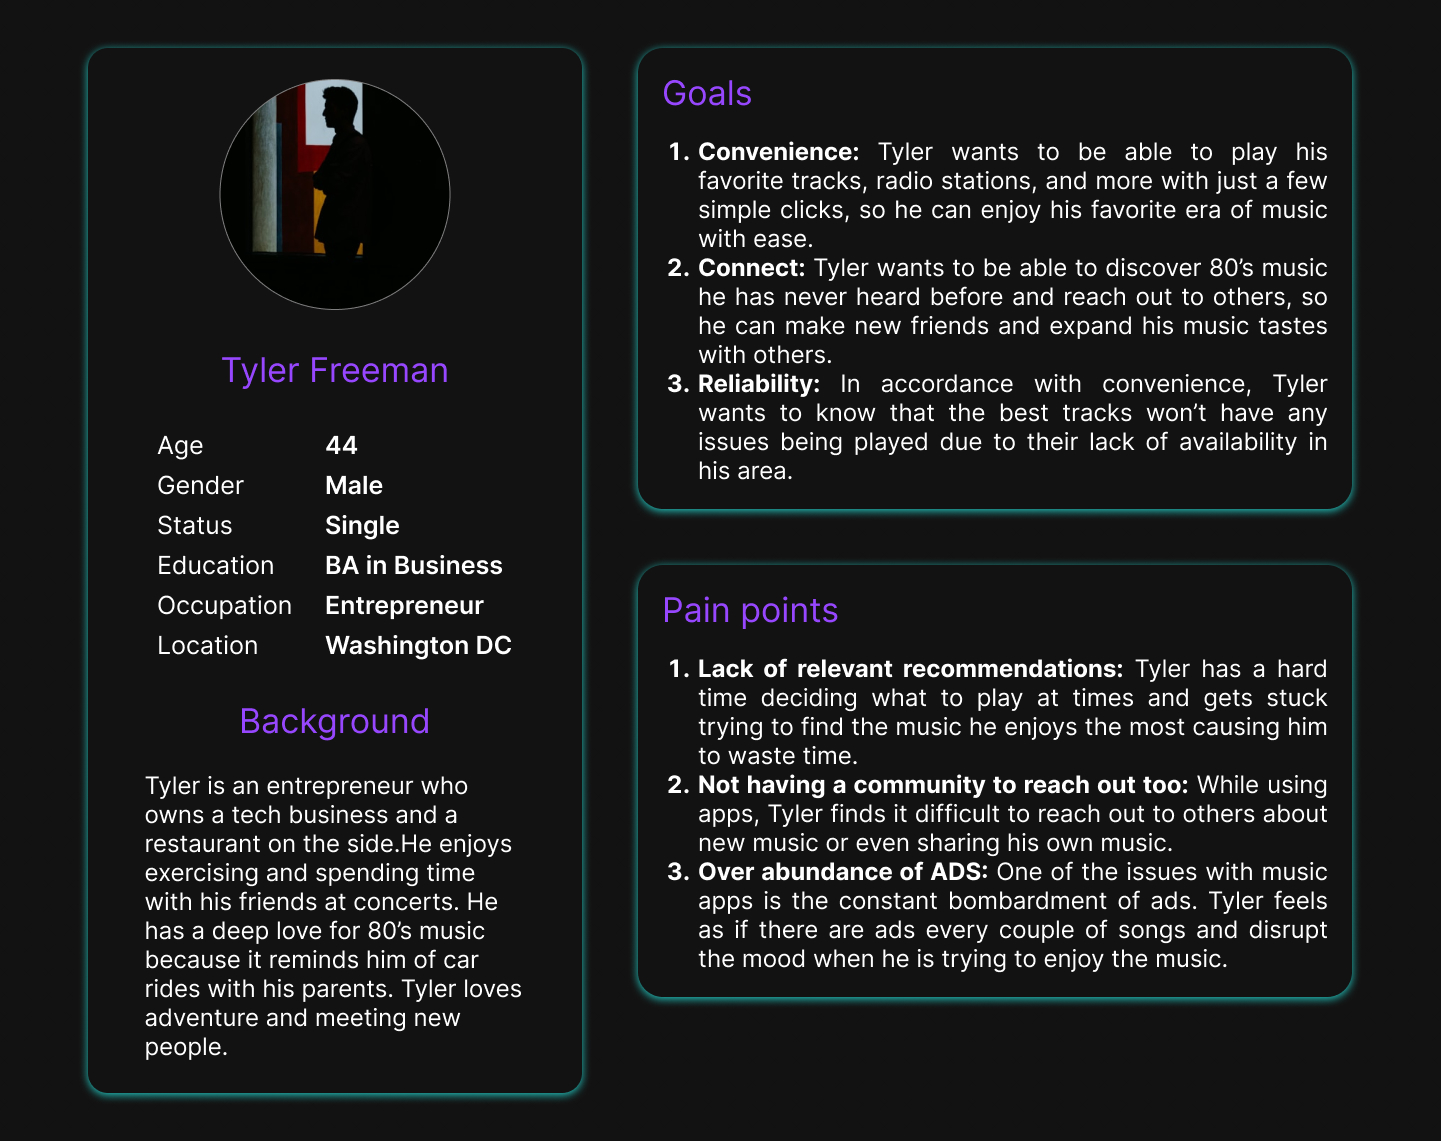 Tyler Freeman
Age 44
Gender Male
Status Single
Education BA in Business
Occupation Entrepreneur
Location Washington DC
Background
Tyler is an entrepreneur who
owns a tech business and a
restaurant on the side.He enjoys
exercising and spending time
with his friends at concerts. He
has a deep love for 80’s music
because it reminds him of car
rides with his parents. Tyler loves
adventure and meeting new
people.
Goals
1. Convenience: Tyler wants to be able to play his
favorite tracks, radio stations, and more with just a few
simple clicks, so he can enjoy his favorite era of music
with ease.
2. Connect: Tyler wants to be able to discover 80’s music
he has never heard before and reach out to others, so
he can make new friends and expand his music tastes
with others.
3. Reliability: In accordance with convenience, Tyler
wants to know that the best tracks won’t have any
issues being played due to their lack of availability in
his area.
Pain points
1. Lack of relevant recommendations: Tyler has a hard
time deciding what to play at times and gets stuck
trying to find the music he enjoys the most causing him
to waste time.
2. Not having a community to reach out too: While using
apps, Tyler finds it difficult to reach out to others about
new music or even sharing his own music.
3. Over abundance of ADS: One of the issues with music
apps is the constant bombardment of ads. Tyler feels
as if there are ads every couple of songs and disrupt
the mood when he is trying to enjoy the music.